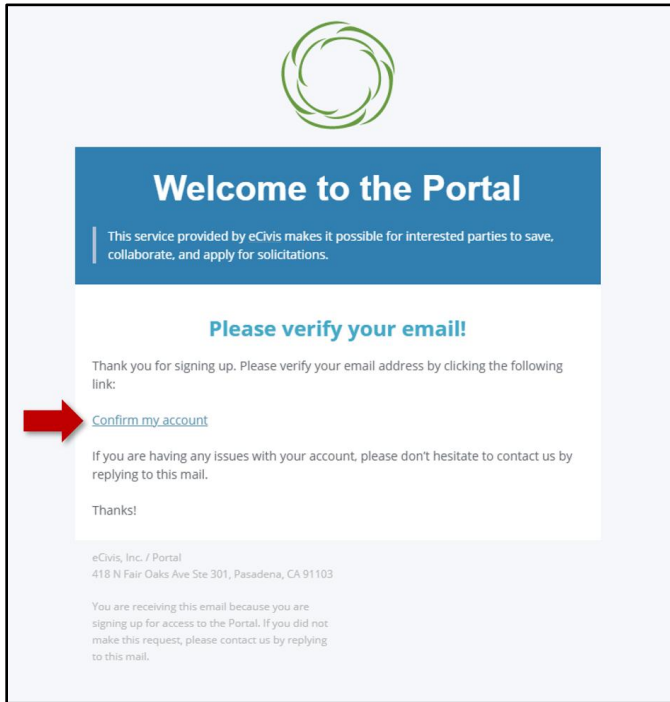 Welcome to the Portal
This service provided by eCivis makes it possible for interested parties to save,
collaborate, and apply for solicitations.
Please verify your email!
Thank you for signing up. Please verify your email address by clicking the following
link:
Confirm my account
If you are having any issues with your account, please don't hesitate to contact us by
replying to this mail.
Thanks!
eCivis, Inc. / Portal
418 N Fair Oaks Ave Ste 301, Pasadena, CA 91103
You are receiving this email because you are
signing up for access to the Portal. If you did not
make this request, please contact us by replying
to this mail.